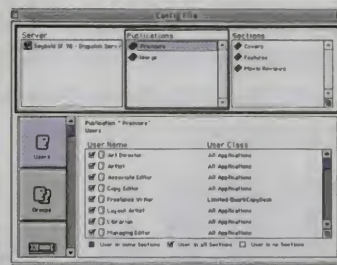 Config File
Server
Publications
Sections
Seybold SF 98 - Dispatch Server
Premiere
Covers
Features
Movie Reviews
Publication "Premiere"
Users
User Name
User Class
Art Director
All Applications
Artist
All Applications
Associate Editor
All Applications
Copy Editor
All Applications
Freelance Writer
Limited QuarkCopyDesk
Layout Artist
All Applications
Librarian
All Applications
Managing Editor
All Applications
User in some Sections
User in all Sections
User in no Sections
Users
Groups